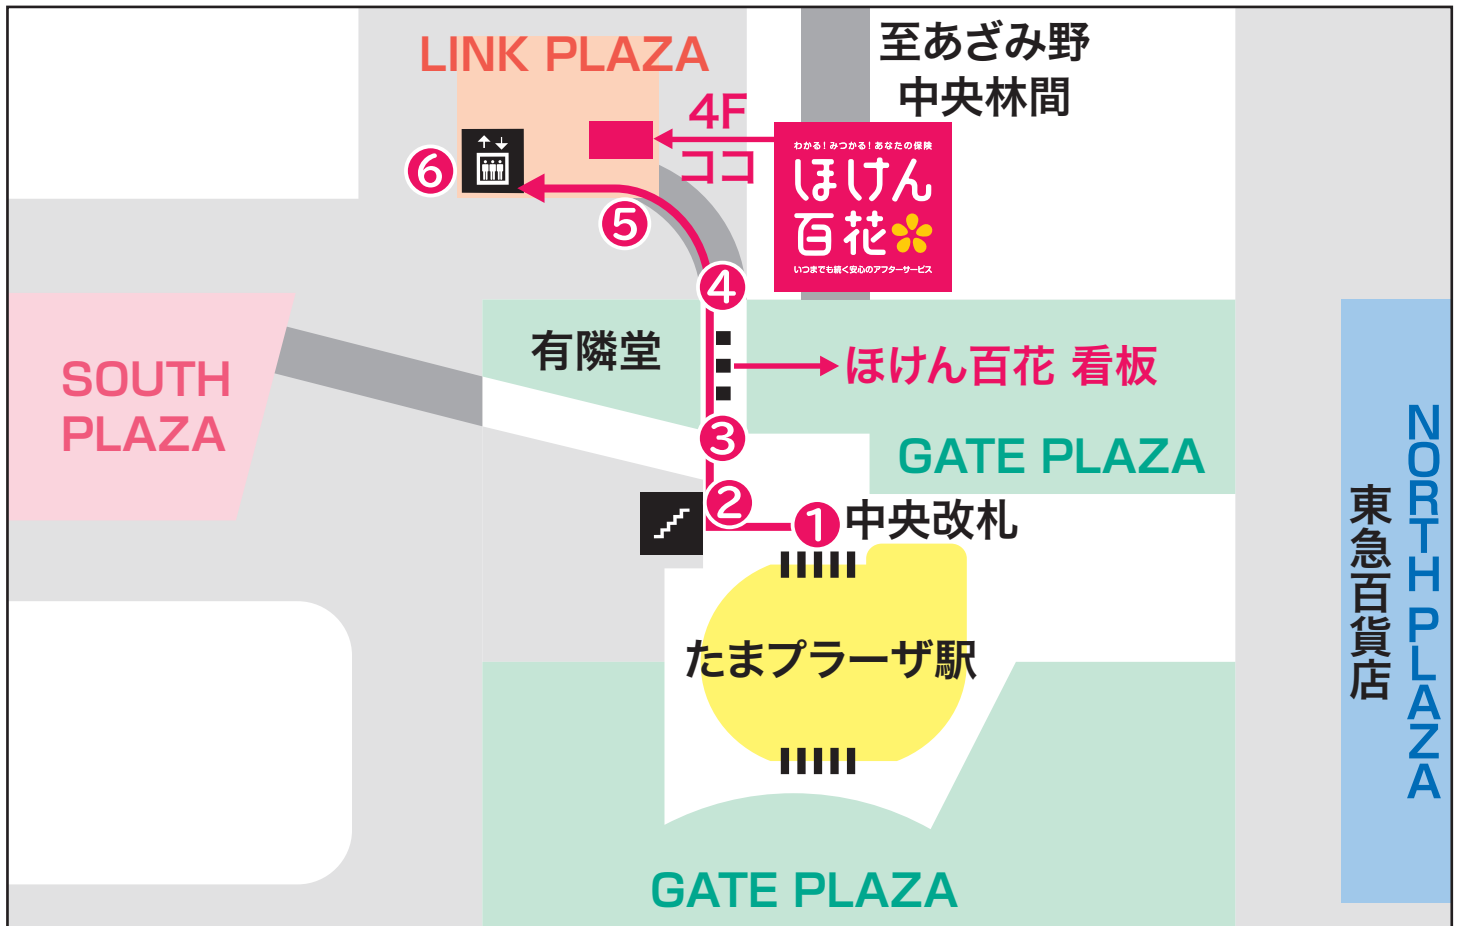 LINK PLAZA
至あざみ野
中央林間
4F
ココ
わかる!みつかる!あなたの保険
ほけん
百花
いつまでも続く安心のアフターサービス
⑥
⑤
④
有隣堂
ほけん百花 看板
SOUTH
PLAZA
③
GATE PLAZA
②
①
中央改札
たまプラーザ駅
東急百貨店
NORTH PLAZA
GATE PLAZA